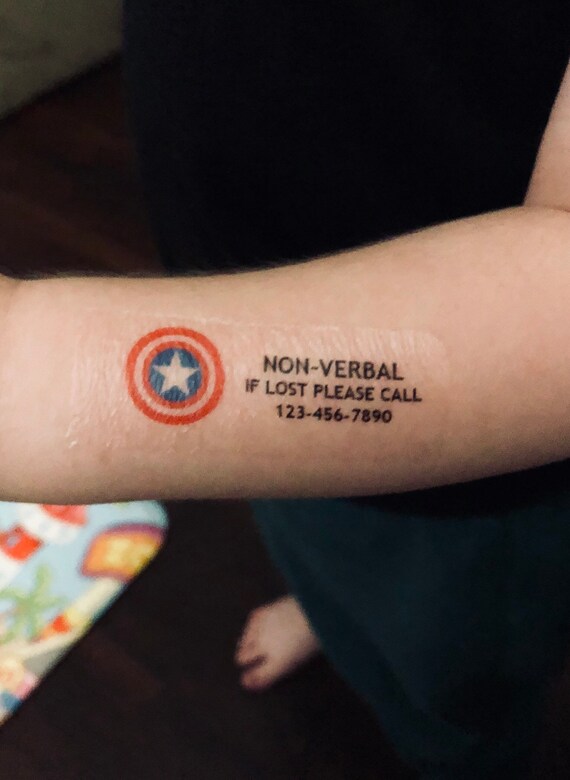 NON-VERBAL
IF LOST PLEASE CALL
123-456-7890